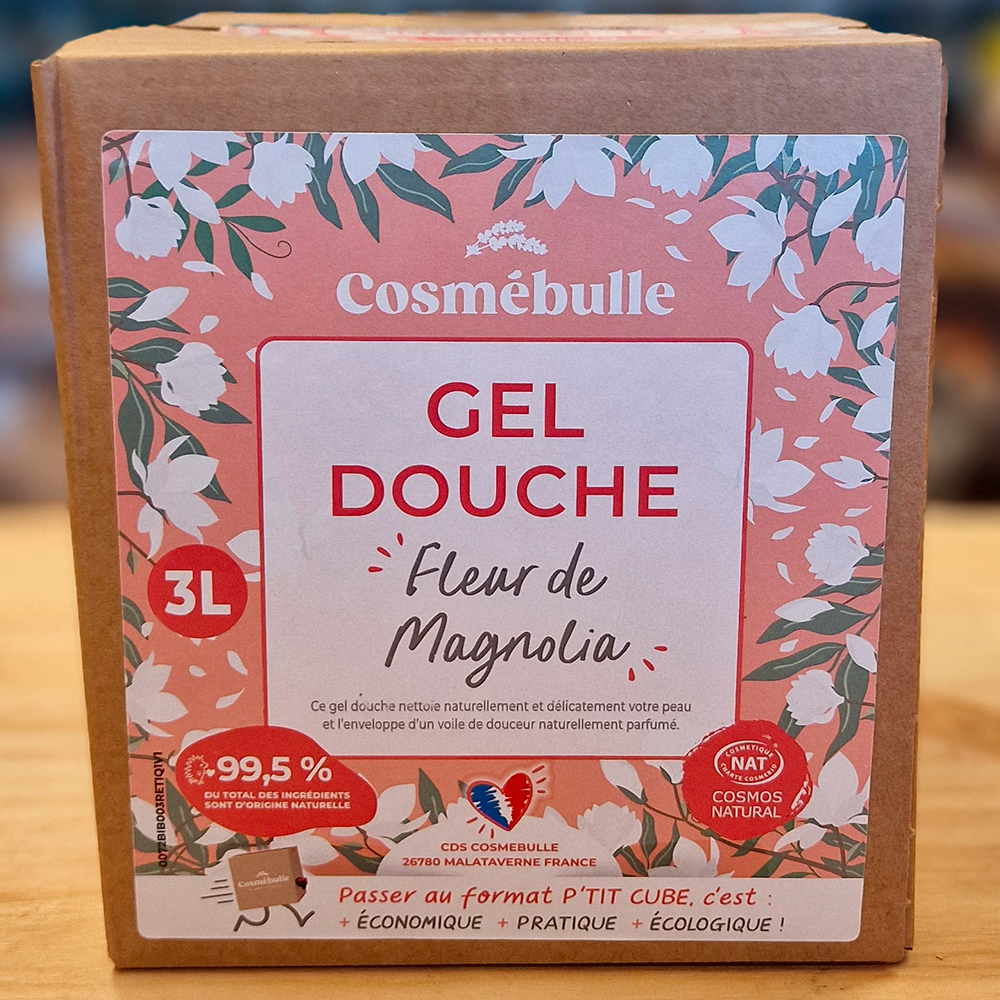 Cosmébulle
GEL
DOUCHE
Fleur de
Magnolia
3L
Ce gel douche nettoie naturellement et délicatement votre peau
et l'enveloppe d'un voile de douceur naturellement parfumé.
99,5 %
DU TOTAL DES INGRÉDIENTS
SONT D'ORIGINE NATURELLE
COSMETIQUE
NAT
CHARTE COSMEBIO
COSMOS
NATURAL
CDS COSMEBULLE
26780 MALATAVERNE FRANCE
0072BIB003RETIQIV1
Cosmébulle
Passer au format P'TIT CUBE, c'est :
+ ÉCONOMIQUE + PRATIQUE + ÉCOLOGIQUE !